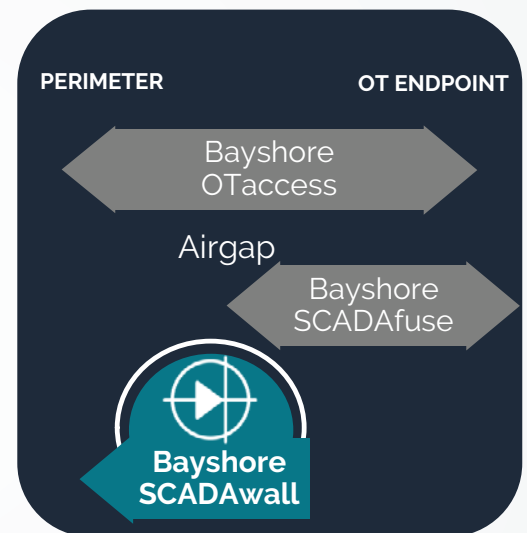 PERIMETER
OT ENDPOINT
Bayshore
OTaccess
Airgap
Bayshore
SCADAfuse
Bayshore
SCADAwall